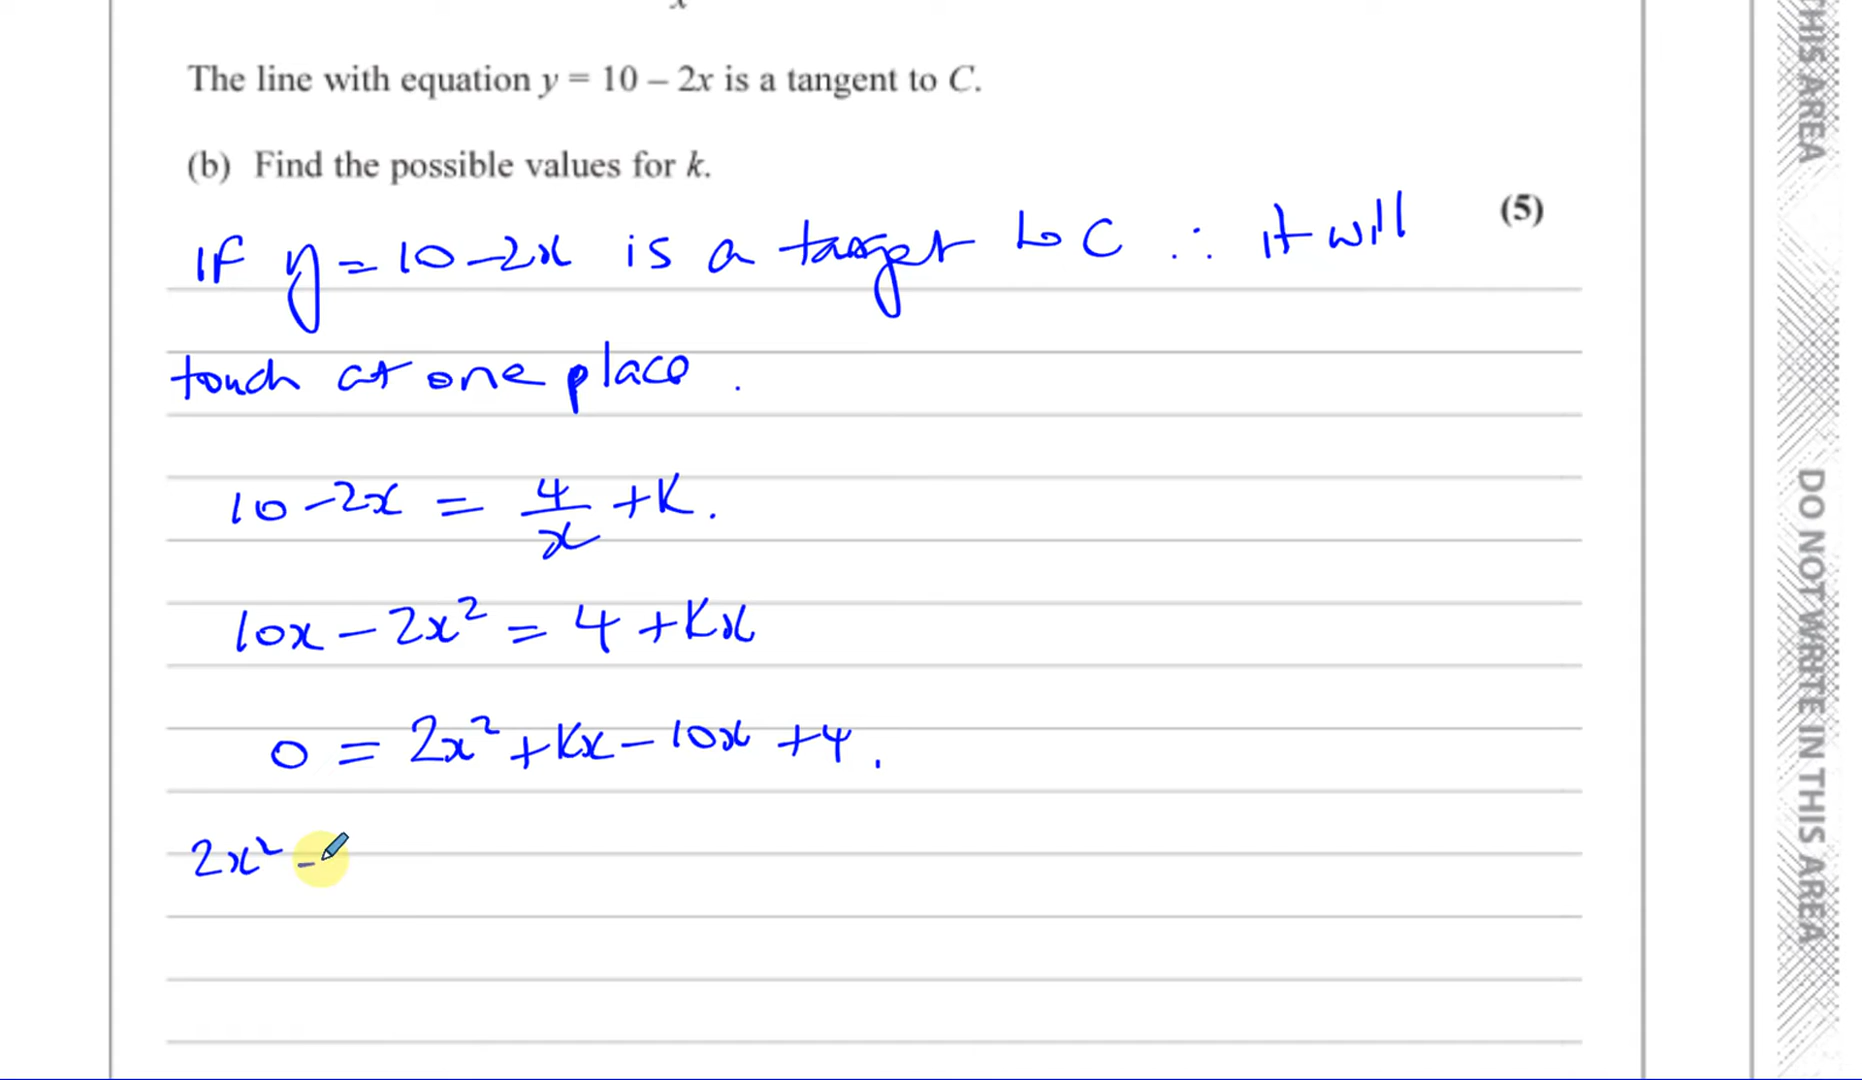 x
The line with equation y = 10 – 2x is a tangent to C.
(b) Find the possible values for k.
(5)
If y = 10 - 2x is a target to C ∴ it will
touch at one place .
10 - 2x = 4/x + K .
10x - 2x² = 4 + Kx
0 = 2x² + Kx - 10x + 4 .
2x² -
THIS AREA
DO NOT WRITE IN THIS AREA